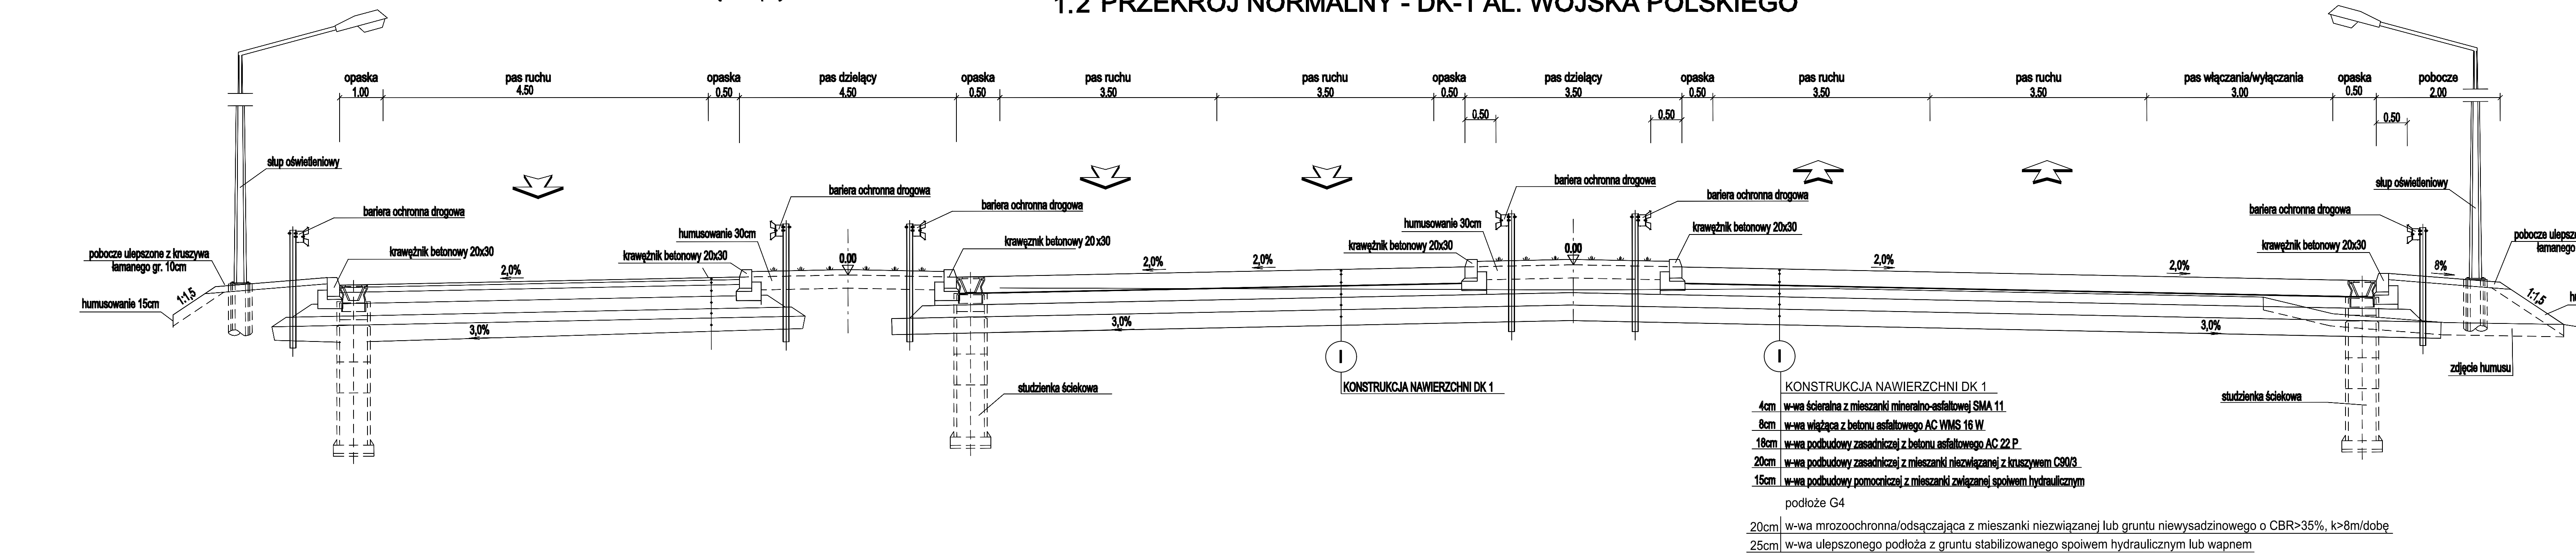 1.2 PRZEKRÓJ NORMALNY - DK-1 AL. WOJSKA POLSKIEGO
opaska pas ruchu opaska pas dzielący opaska pas ruchu pas ruchu opaska pas dzielący opaska pas ruchu pas ruchu pas włączania/wyłączania opaska pobocze
1.00 4.50 0.50 4.50 0.50 3.50 3.50 0.50 3.50 0.50 3.50 3.50 3.00 0.50 2.00
0.50 0.50 0.50
słup oświetleniowy
bariera ochronna drogowa
pobocze ulepszone z kruszywa
łamanego gr. 10cm
humusowanie 15cm
1:1,5
krawężnik betonowy 20x30
2,0%
3,0%
krawężnik betonowy 20x30
humusowanie 30cm
bariera ochronna drogowa
0.00
bariera ochronna drogowa
krawęznik betonowy 20 x30
studzienka ściekowa
2,0%
2,0%
3,0%
krawężnik betonowy 20x30
humusowanie 30cm
bariera ochronna drogowa
0.00
bariera ochronna drogowa
krawężnik betonowy 20x30
I
KONSTRUKCJA NAWIERZCHNI DK 1
2,0%
2,0%
3,0%
słup oświetleniowy
bariera ochronna drogowa
krawężnik betonowy 20x30
8%
łamanego
1:1,5
zdjęcie humusu
studzienka ściekowa
I
KONSTRUKCJA NAWIERZCHNI DK 1
4cm w-wa ścieralna z mieszanki mineralno-asfaltowej SMA 11
8cm w-wa wiążąca z betonu asfaltowego AC WMS 16 W
18cm w-wa podbudowy zasadniczej z betonu asfaltowego AC 22 P
20cm w-wa podbudowy zasadniczej z mieszanki niezwiązanej z kruszywem C90/3
15cm w-wa podbudowy pomocniczej z mieszanki związanej spoiwem hydraulicznym
podłoże G4
20cm w-wa mrozoochronna/odsączająca z mieszanki niezwiązanej lub gruntu niewysadzinowego o CBR>35%, k>8m/dobę
25cm w-wa ulepszonego podłoża z gruntu stabilizowanego spoiwem hydraulicznym lub wapnem